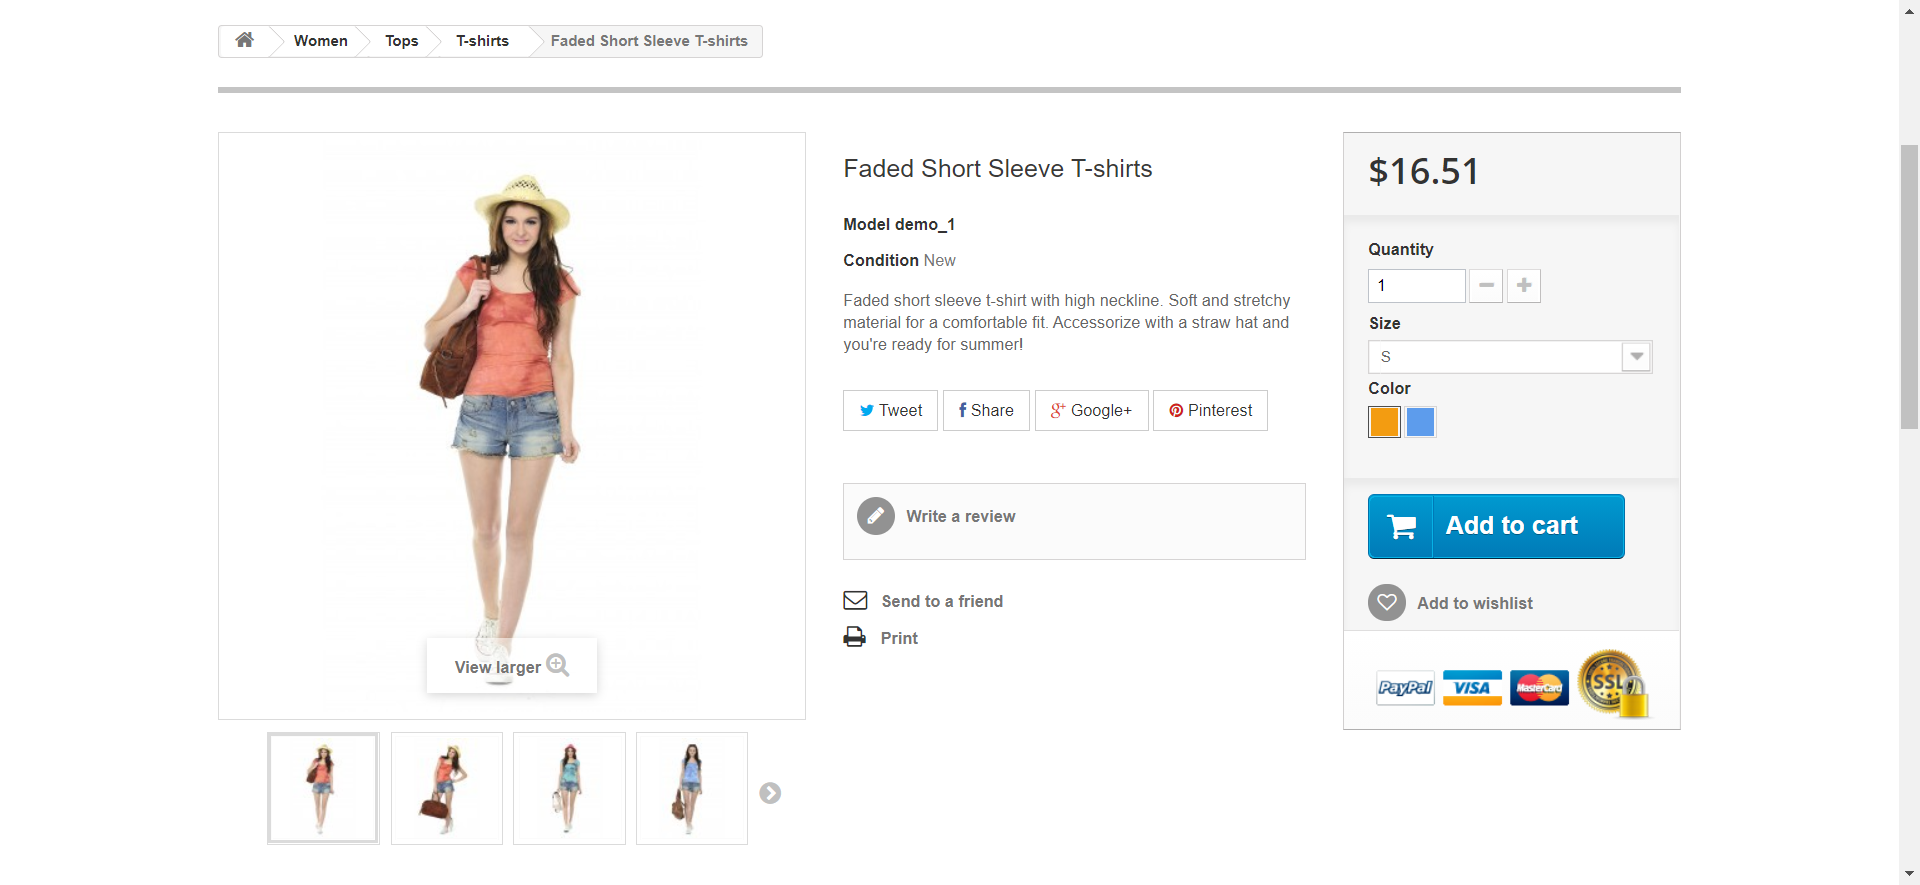 Women
Tops
T-shirts
Faded Short Sleeve T-shirts
Faded Short Sleeve T-shirts
Model demo_1
Condition New
Faded short sleeve t-shirt with high neckline. Soft and stretchy
material for a comfortable fit. Accessorize with a straw hat and
you're ready for summer!
Tweet
Share
Google+
Pinterest
Write a review
Send to a friend
Print
View larger
$16.51
Quantity
1
Size
S
Color
Add to cart
Add to wishlist
PayPal
VISA
MasterCard
SSL